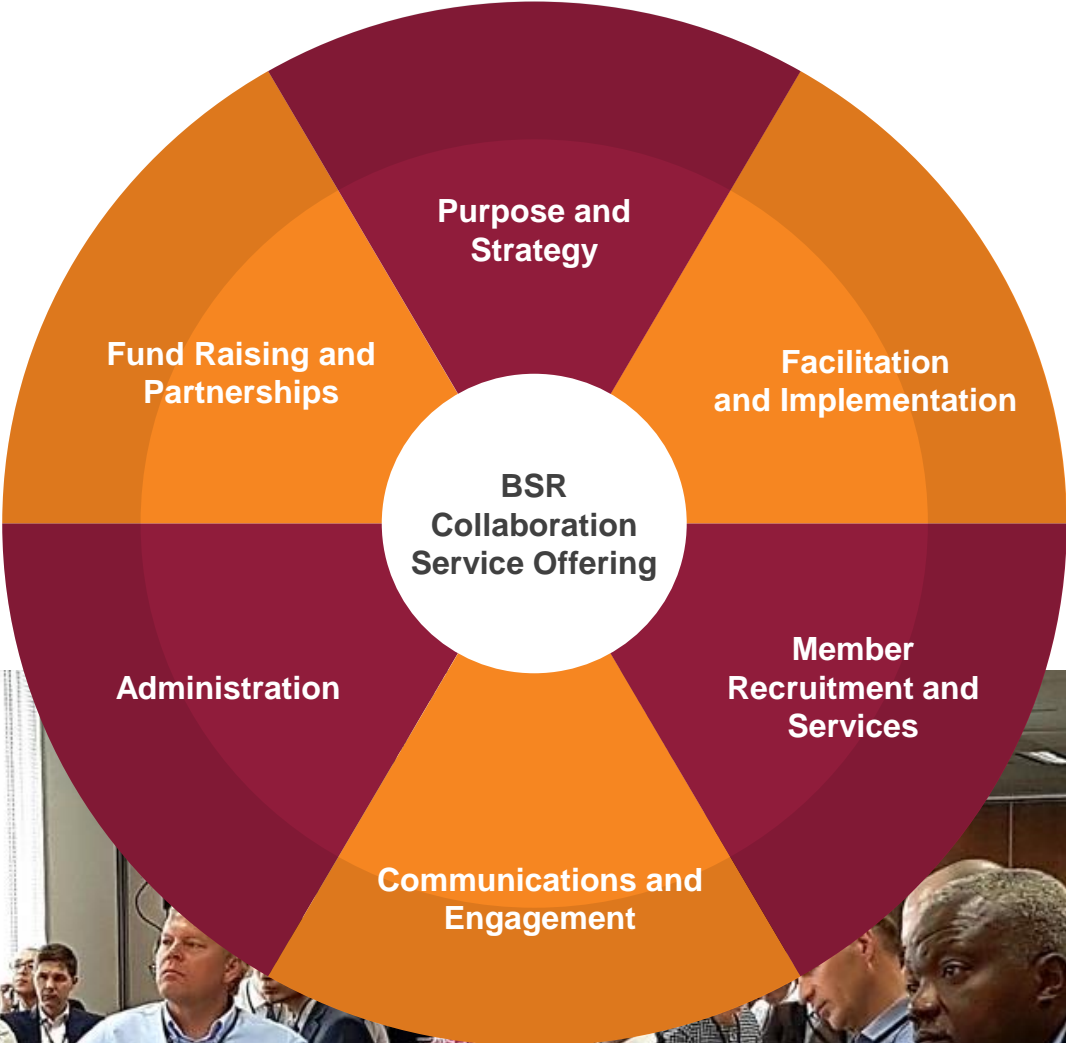 Purpose and
Strategy
Fund Raising and
Partnerships
Facilitation
and Implementation
BSR
Collaboration
Service Offering
Administration
Member
Recruitment and
Services
Communications and
Engagement